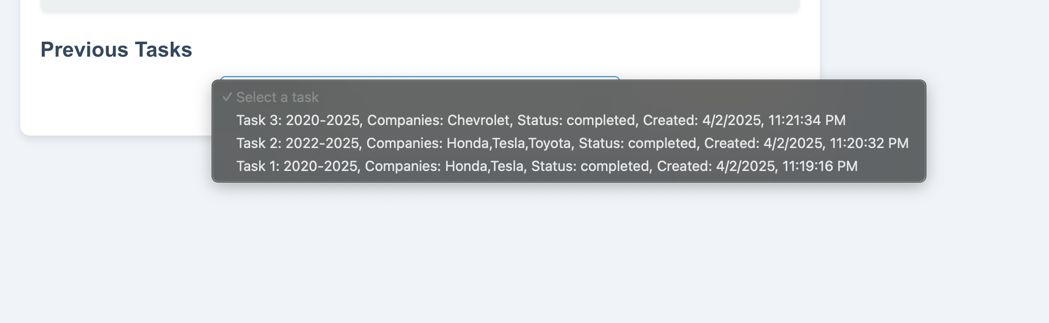 Previous Tasks
✓ Select a task
Task 3: 2020-2025, Companies: Chevrolet, Status: completed, Created: 4/2/2025, 11:21:34 PM
Task 2: 2022-2025, Companies: Honda,Tesla,Toyota, Status: completed, Created: 4/2/2025, 11:20:32 PM
Task 1: 2020-2025, Companies: Honda,Tesla, Status: completed, Created: 4/2/2025, 11:19:16 PM